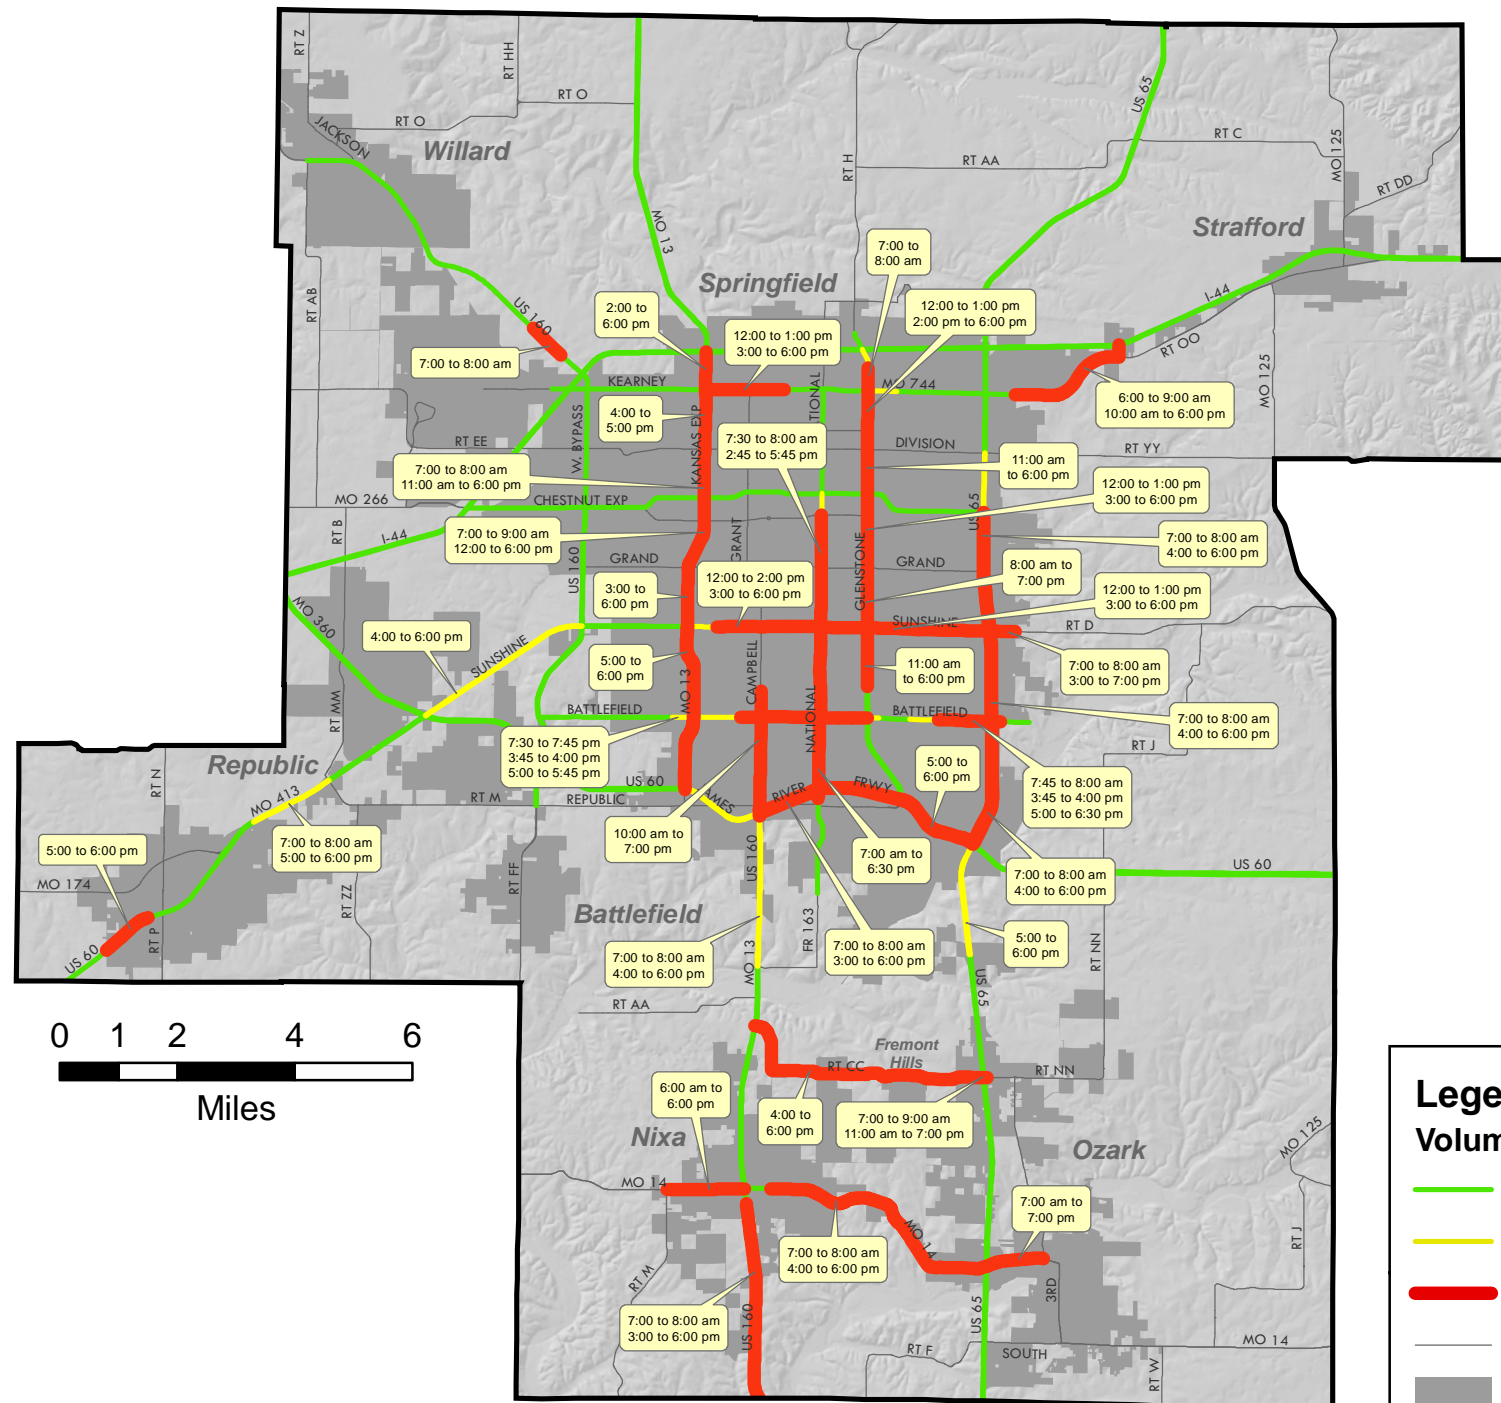 RT Z
RT HH
RT O
RT O
JACKSON
Willard
MO 13
RT H
RT AA
US 65
RT C
MO 125
RT DD
Strafford
RT AB
US 160
Springfield
7:00 to
8:00 am
2:00 to
6:00 pm
12:00 to 1:00 pm
3:00 to 6:00 pm
12:00 to 1:00 pm
2:00 pm to 6:00 pm
I-44
RT OO
MO 125
7:00 to 8:00 am
KEARNEY
MO 744
6:00 to 9:00 am
10:00 am to 6:00 pm
W. BYPASS
4:00 to
5:00 pm
KANSAS EXP
TIONAL
7:30 to 8:00 am
2:45 to 5:45 pm
RT EE
DIVISION
RT YY
11:00 am
to 6:00 pm
7:00 to 8:00 am
11:00 am to 6:00 pm
12:00 to 1:00 pm
3:00 to 6:00 pm
MO 266
CHESTNUT EXP
US 65
RT B
I-44
7:00 to 9:00 am
12:00 to 6:00 pm
GRANT
GLENSTONE
7:00 to 8:00 am
4:00 to 6:00 pm
US 160
GRAND
GRAND
8:00 am to
7:00 pm
3:00 to
6:00 pm
12:00 to 2:00 pm
3:00 to 6:00 pm
12:00 to 1:00 pm
3:00 to 6:00 pm
MO 360
4:00 to 6:00 pm
SUNSHINE
SUNSHINE
RT D
5:00 to
6:00 pm
CAMPBELL
11:00 am
to 6:00 pm
7:00 to 8:00 am
3:00 to 7:00 pm
RT MM
MO 13
BATTLEFIELD
NATIONAL
BATTLEFIELD
7:00 to 8:00 am
4:00 to 6:00 pm
7:30 to 7:45 pm
3:45 to 4:00 pm
5:00 to 5:45 pm
RT J
Republic
RT N
MO 413
RT M
US 60
REPUBLIC
AMES
RIVER
FRWY
5:00 to
6:00 pm
7:45 to 8:00 am
3:45 to 4:00 pm
5:00 to 6:30 pm
5:00 to 6:00 pm
7:00 to 8:00 am
5:00 to 6:00 pm
10:00 am to
7:00 pm
US 160
7:00 am to
6:30 pm
7:00 to 8:00 am
4:00 to 6:00 pm
US 60
MO 174
RT ZZ
RT FF
Battlefield
FR 163
RT P
US 60
7:00 to 8:00 am
4:00 to 6:00 pm
MO 13
7:00 to 8:00 am
3:00 to 6:00 pm
5:00 to
6:00 pm
RT NN
US 65
RT AA
0 1 2 4 6
Miles
Fremont
Hills
RT CC
RT NN
6:00 am to
6:00 pm
4:00 to
6:00 pm
7:00 to 9:00 am
11:00 am to 7:00 pm
Nixa
Ozark
MO 125
MO 14
7:00 am to
7:00 pm
MO 14
7:00 to 8:00 am
4:00 to 6:00 pm
RT J
RT M
3RD
7:00 to 8:00 am
3:00 to 6:00 pm
US 160
US 65
RT F
SOUTH
MO 14
RT W
Lege
Volum